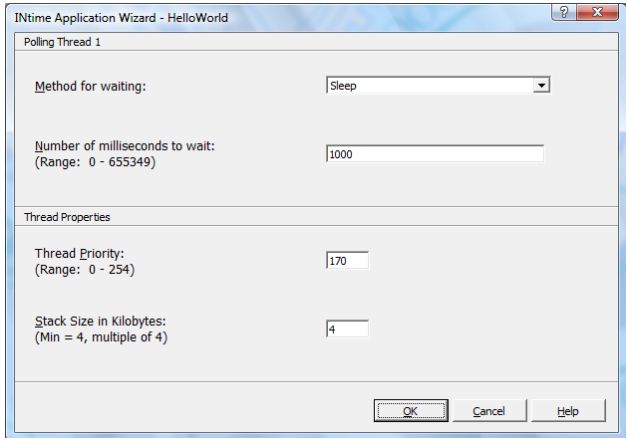 INtime Application Wizard - HelloWorld
Polling Thread 1
Method for waiting:
Sleep
Number of milliseconds to wait:
(Range: 0 - 655349)
1000
Thread Properties
Thread Priority:
(Range: 0 - 254)
170
Stack Size in Kilobytes:
(Min = 4, multiple of 4)
4
OK Cancel Help